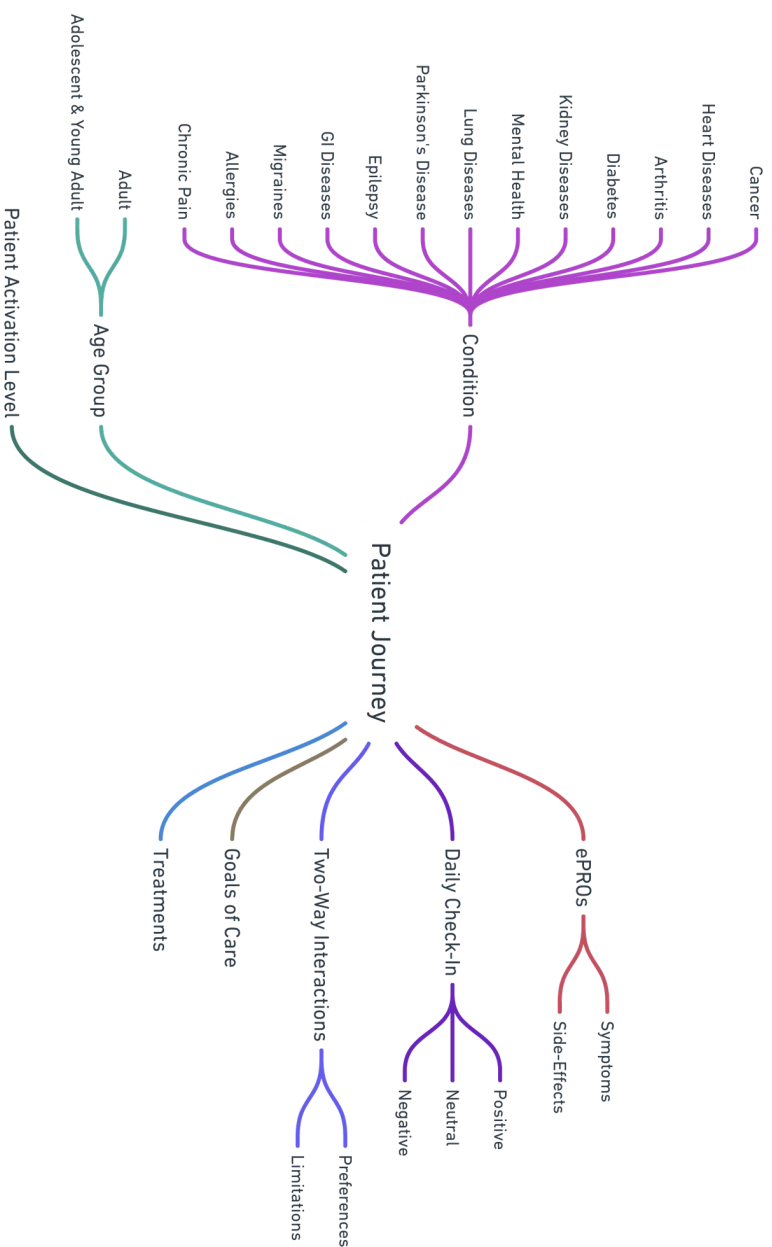 Patient Journey
Condition
Cancer
Heart Diseases
Arthritis
Diabetes
Kidney Diseases
Mental Health
Lung Diseases
Parkinson's Disease
Epilepsy
GI Diseases
Migraines
Allergies
Chronic Pain
Age Group
Adult
Adolescent & Young Adult
Patient Activation Level
ePROs
Symptoms
Side-Effects
Daily Check-In
Positive
Neutral
Negative
Two-Way Interactions
Preferences
Limitations
Goals of Care
Treatments